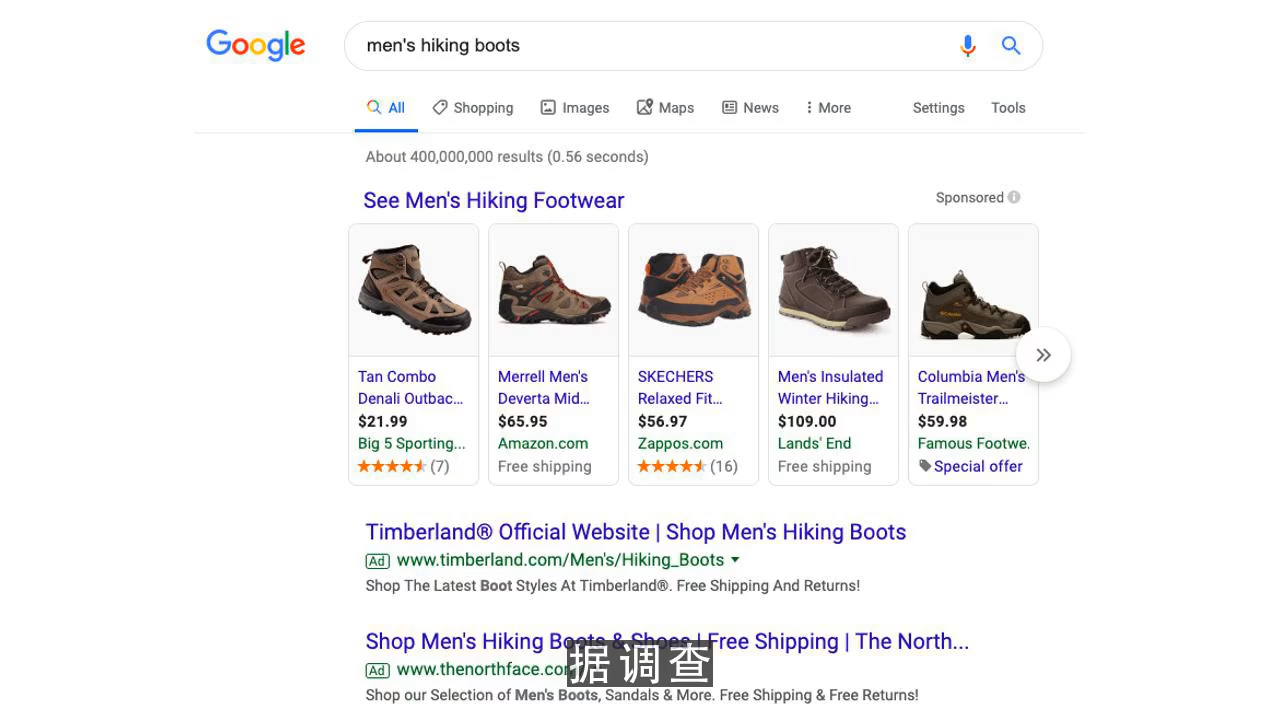 Google
men's hiking boots
All Shopping Images Maps News More Settings Tools
About 400,000,000 results (0.56 seconds)
See Men's Hiking Footwear
Sponsored
Tan Combo
Denali Outbac...
$21.99
Big 5 Sporting...
(7)
Merrell Men's
Deverta Mid...
$65.95
Amazon.com
Free shipping
SKECHERS
Relaxed Fit...
$56.97
Zappos.com
(16)
Men's Insulated
Winter Hiking...
$109.00
Lands' End
Free shipping
Columbia Men's
Trailmeister...
$59.98
Famous Footwe.
Special offer
Timberland® Official Website | Shop Men's Hiking Boots
Ad www.timberland.com/Men's/Hiking_Boots
Shop The Latest Boot Styles At Timberland®. Free Shipping And Returns!
Shop Men's Hiking Boots & Shoes | Free Shipping | The North...
Ad www.thenorthface.com
据调查
Shop our Selection of Men's Boots, Sandals & More. Free Shipping & Free Returns!